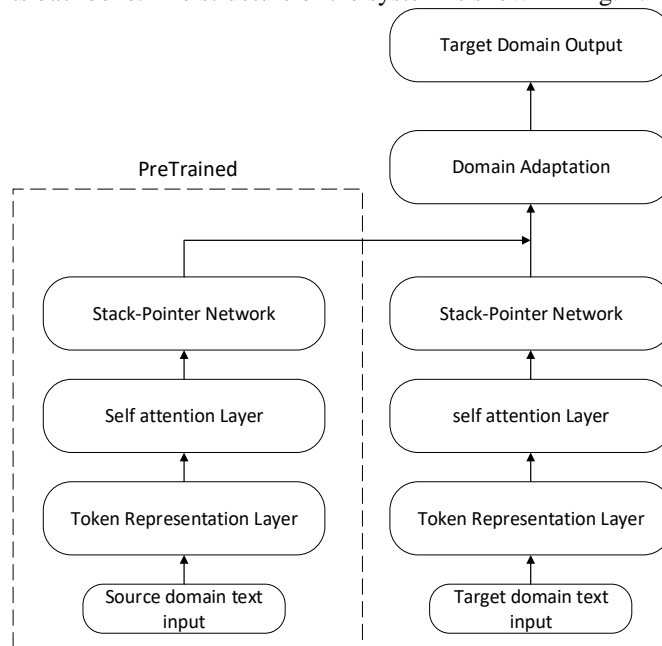 Target Domain Output
Domain Adaptation
PreTrained
Stack-Pointer Network
Stack-Pointer Network
Self attention Layer
self attention Layer
Token Representation Layer
Token Representation Layer
Source domain text
input
Target domain text
input